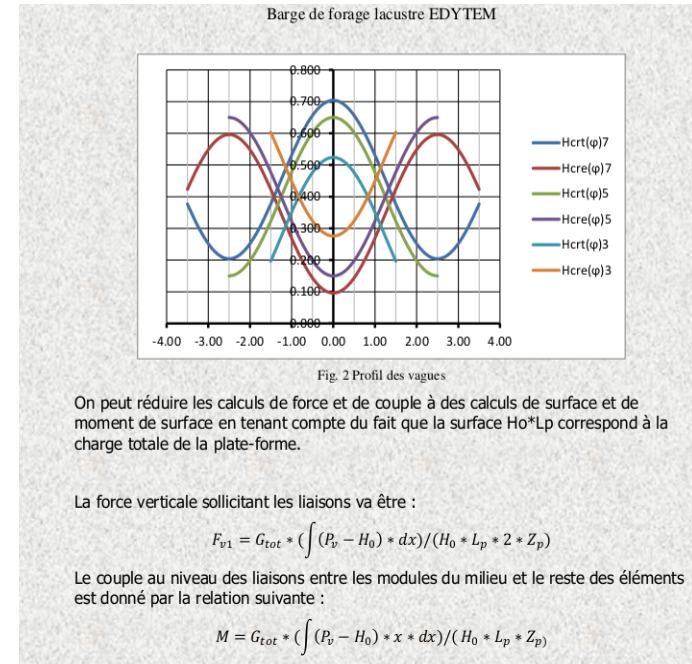 Barge de forage lacustre EDYTEM
0.800
0.700
0.600
0.500
0.400
0.300
0.200
0.100
0.000
-4.00 -3.00 -2.00 -1.00 0.00 1.00 2.00 3.00 4.00
Hcrt(φ)7
Hcre(φ)7
Hcrt(φ)5
Hcre(φ)5
Hcrt(φ)3
Hcre(φ)3
Fig. 2 Profil des vagues
On peut réduire les calculs de force et de couple à des calculs de surface et de
moment de surface en tenant compte du fait que la surface Ho*Lp correspond à la
charge totale de la plate-forme.
La force verticale sollicitant les liaisons va être :
F_{v1} = G_{tot} * (∫(P_v − H_0) * dx)/(H_0 * L_p * 2 * Z_p)
Le couple au niveau des liaisons entre les modules du milieu et le reste des éléments
est donné par la relation suivante :
M = G_{tot} * (∫(P_v − H_0) * x * dx)/( H_0 * L_p * Z_p)